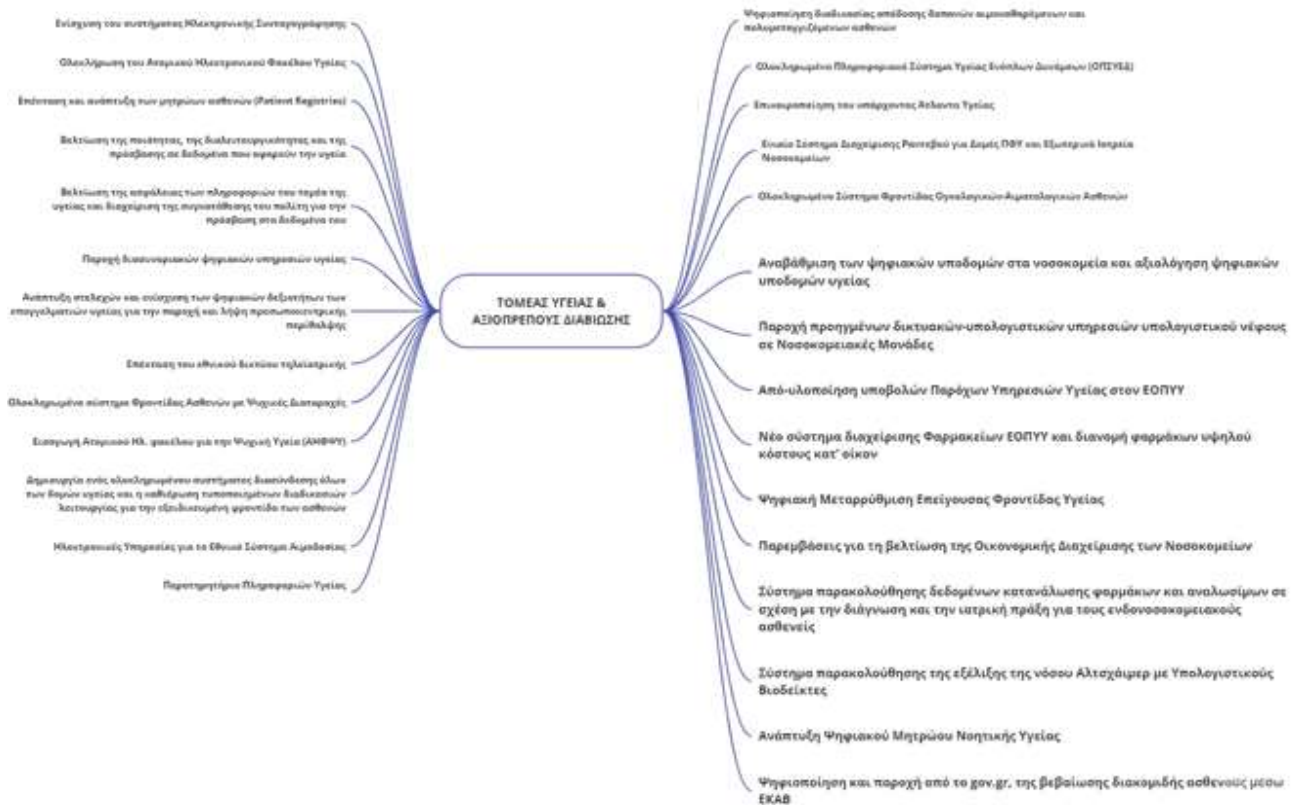 Ενίσχυση του συστήματος Ηλεκτρονικής Συνταγογράφησης
Ολοκλήρωση του Ατομικού Ηλεκτρονικού Φακέλου Υγείας
Επέκταση και ανάπτυξη των μητρώων ασθενών (Patient Registries)
Βελτίωση της ποιότητας, της διαλειτουργικότητας και της
πρόσβασης σε δεδομένα που αφορούν την υγεία
Βελτίωση της ασφάλειας των πληροφοριών του τομέα της
υγείας και διαχείριση της συγκατάθεσης του πολίτη για την
πρόσβαση στα δεδομένα του
Παροχή διασυνοριακών ψηφιακών υπηρεσιών υγείας
Ανάπτυξη στελεχών και ενίσχυση των ψηφιακών δεξιοτήτων των
επαγγελματιών υγείας για την παροχή και λήψη προσωποκεντρικής
περίθαλψης
Επέκταση του εθνικού δικτύου τηλεϊατρικής
Ολοκληρωμένο σύστημα Φροντίδας Ασθενών με Ψυχικές Διαταραχές
Εισαγωγή Ατομικού Ηλ. φακέλου για την Ψυχική Υγεία (ΑΗΦΨΥ)
Δημιουργία ενός ολοκληρωμένου συστήματος διασύνδεσης όλων
των δομών υγείας και η καθιέρωση τυποποιημένων διαδικασιών
λειτουργίας για την εξειδικευμένη φροντίδα των ασθενών
Ηλεκτρονικές Υπηρεσίες για το Εθνικό Σύστημα Αιμοδοσίας
Παρατηρητήριο Πληροφοριών Υγείας
ΤΟΜΕΑΣ ΥΓΕΙΑΣ &
ΑΞΙΟΠΡΕΠΟΥΣ ΔΙΑΒΙΩΣΗΣ
Ψηφιοποίηση διαδικασίας απόδοσης δαπανών αιμοκαθαρόμενων και
πολυμεταγγιζόμενων ασθενών
Ολοκληρωμένο Πληροφοριακό Σύστημα Υγείας Ενόπλων Δυνάμεων (ΟΠΣΥΕΔ)
Επικαιροποίηση του υπάρχοντος Άτλαντα Υγείας
Ενιαίο Σύστημα Διαχείρισης Ραντεβού για Δομές ΠΦΥ και Εξωτερικά Ιατρεία
Νοσοκομείων
Ολοκληρωμένο Σύστημα Φροντίδας Ογκολογικών-Αιματολογικών Ασθενών
Αναβάθμιση των ψηφιακών υποδομών στα νοσοκομεία και αξιολόγηση ψηφιακών
υποδομών υγείας
Παροχή προηγμένων δικτυακών-υπολογιστικών υπηρεσιών υπολογιστικού νέφους
σε Νοσοκομειακές Μονάδες
Από-υλοποίηση υποβολών Παρόχων Υπηρεσιών Υγείας στον ΕΟΠΥΥ
Νέο σύστημα διαχείρισης Φαρμακείων ΕΟΠΥΥ και διανομή φαρμάκων υψηλού
κόστους κατ' οίκον
Ψηφιακή Μεταρρύθμιση Επείγουσας Φροντίδας Υγείας
Παρεμβάσεις για τη βελτίωση της Οικονομικής Διαχείρισης των Νοσοκομείων
Σύστημα παρακολούθησης δεδομένων κατανάλωσης φαρμάκων και αναλωσίμων σε
σχέση με την διάγνωση και την ιατρική πράξη για τους ενδονοσοκομειακούς
ασθενείς
Σύστημα παρακολούθησης της εξέλιξης της νόσου Αλτσχάιμερ με Υπολογιστικούς
Βιοδείκτες
Ανάπτυξη Ψηφιακού Μητρώου Νοητικής Υγείας
Ψηφιοποίηση και παροχή από το gov.gr, της βεβαίωσης διακομιδής ασθενούς μέσω
ΕΚΑΒ